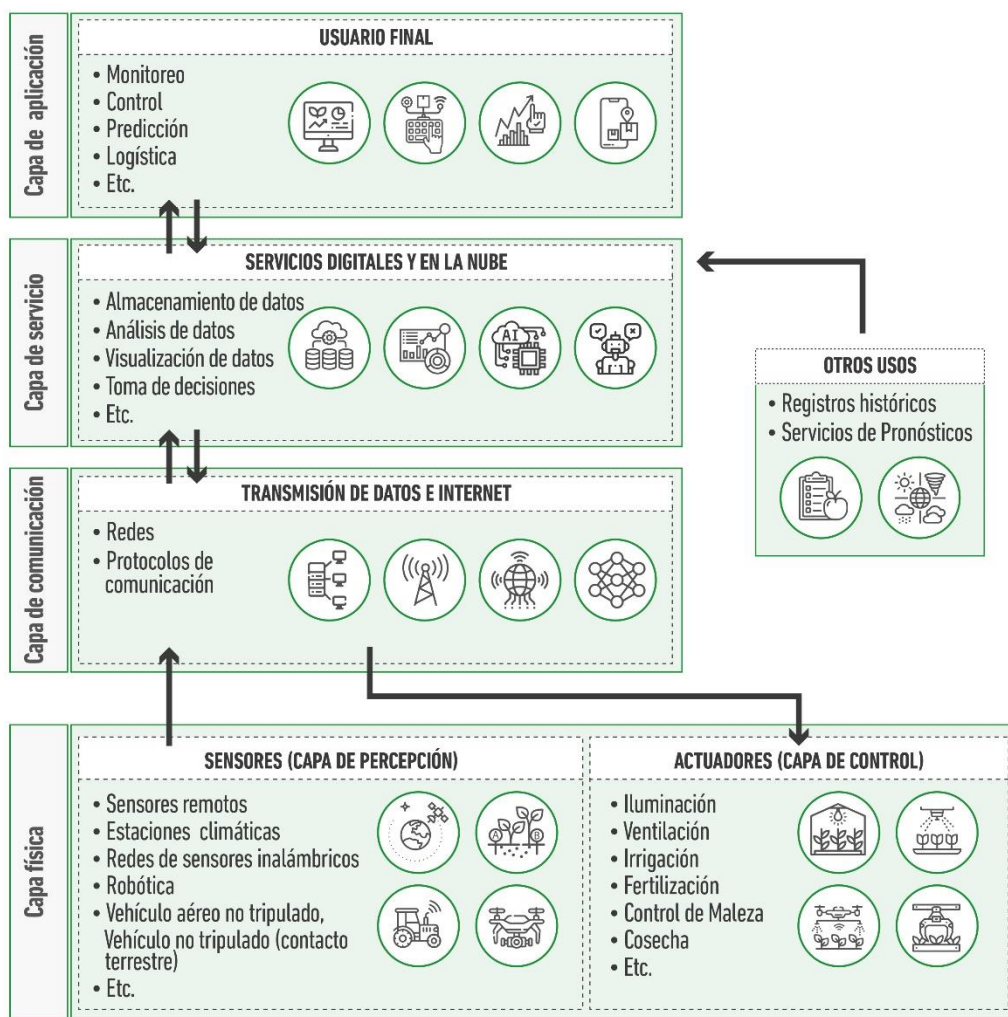 Capa de aplicación
USUARIO FINAL
• Monitoreo
• Control
• Predicción
• Logística
• Etc.
Capa de servicio
SERVICIOS DIGITALES Y EN LA NUBE
• Almacenamiento de datos
• Análisis de datos
• Visualización de datos
• Toma de decisiones
• Etc.
AI
OTROS USOS
• Registros históricos
• Servicios de Pronósticos
Capa de comunicación
TRANSMISIÓN DE DATOS E INTERNET
• Redes
• Protocolos de
comunicación
Capa física
SENSORES (CAPA DE PERCEPCIÓN)
• Sensores remotos
• Estaciones climáticas
• Redes de sensores inalámbricos
• Robótica
• Vehículo aéreo no tripulado,
Vehículo no tripulado (contacto
terrestre)
• Etc.
A
B
ACTUADORES (CAPA DE CONTROL)
• Iluminación
• Ventilación
• Irrigación
• Fertilización
• Control de Maleza
• Cosecha
• Etc.